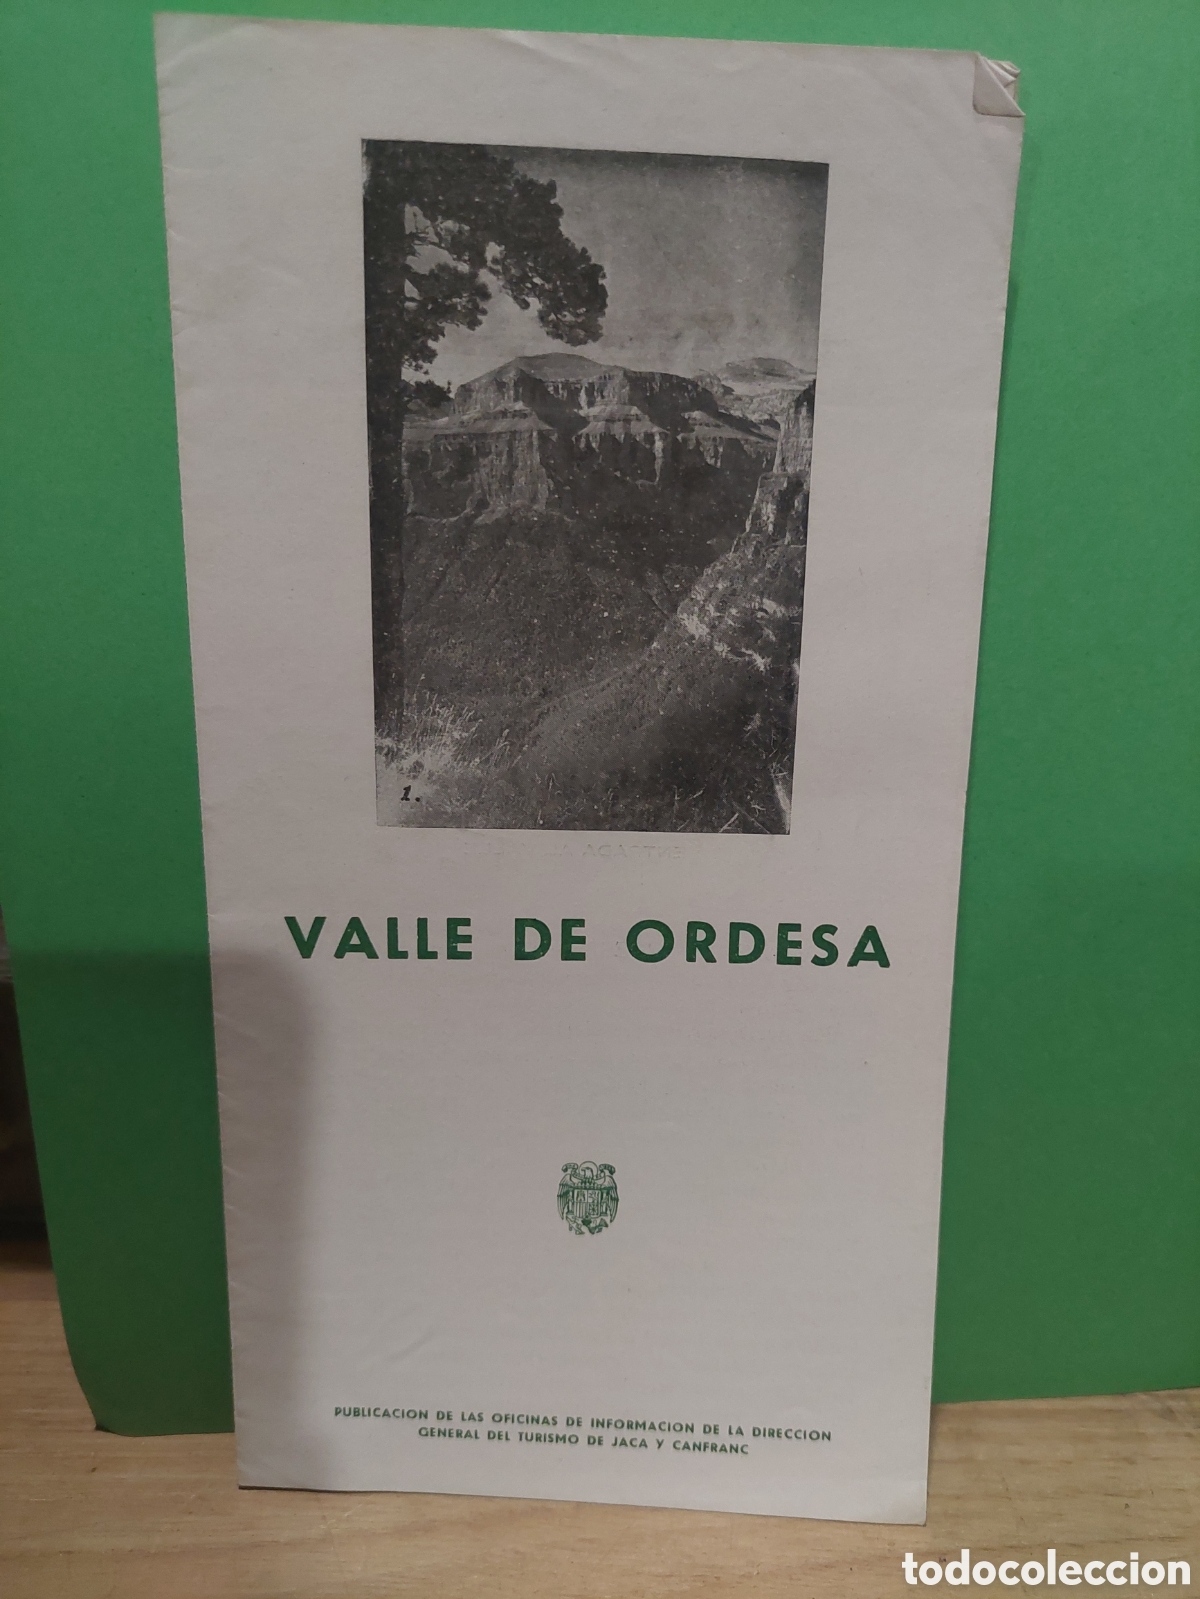 1.
VALLE DE ORDESA
PUBLICACION DE LAS OFICINAS DE INFORMACION DE LA DIRECCION
GENERAL DEL TURISMO DE JACA Y CANFRANC
todocoleccion